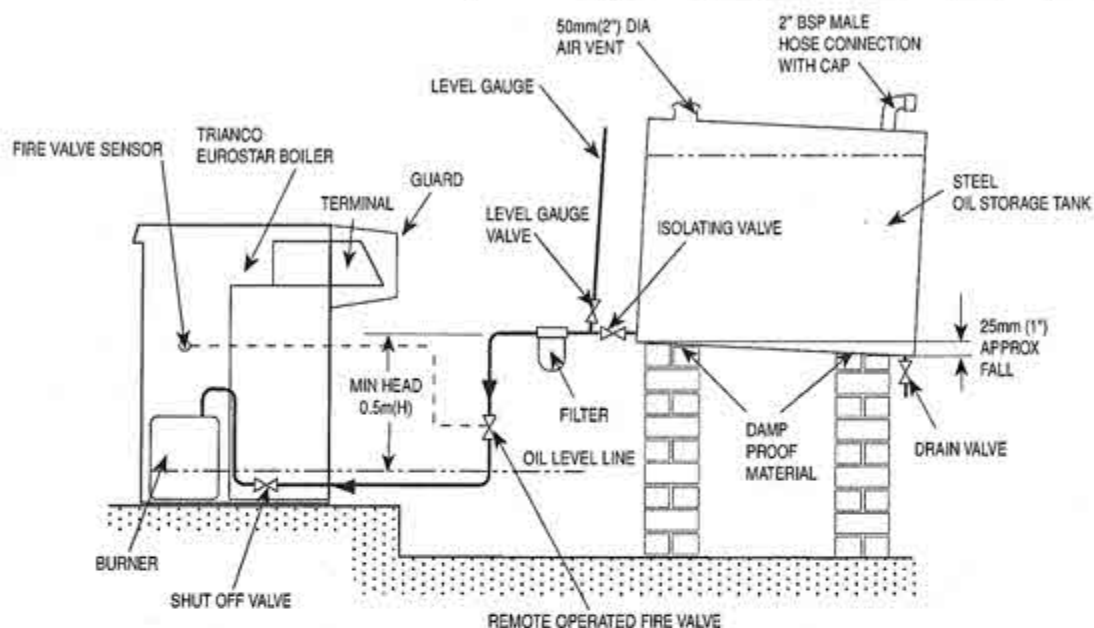 50mm(2") DIA
AIR VENT
2" BSP MALE
HOSE CONNECTION
WITH CAP
LEVEL GAUGE
TRIANCO
EUROSTAR BOILER
FIRE VALVE SENSOR
GUARD
TERMINAL
STEEL
OIL STORAGE TANK
LEVEL GAUGE
VALVE
ISOLATING VALVE
25mm (1")
APPROX
FALL
MIN HEAD
0.5m(H)
FILTER
DAMP
PROOF
MATERIAL
DRAIN VALVE
OIL LEVEL LINE
BURNER
SHUT OFF VALVE
REMOTE OPERATED FIRE VALVE